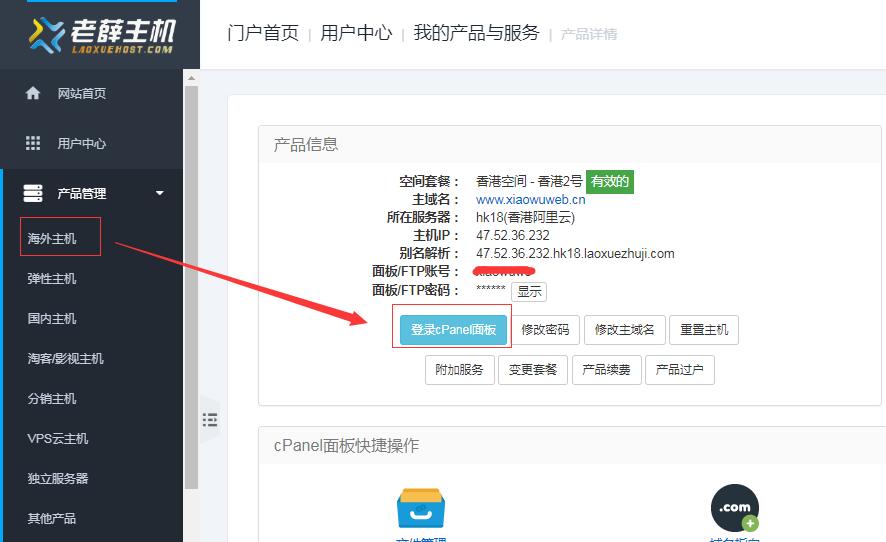 老薛主机
LAOXUEHOST.COM
门户首页 | 用户中心 | 我的产品与服务 | 产品详情
网站首页
用户中心
产品管理
海外主机
弹性主机
国内主机
淘客/影视主机
分销主机
VPS云主机
独立服务器
其他产品
产品信息
空间套餐: 香港空间 - 香港2号 有效的
主域名: www.xiaowuweb.cn
所在服务器: hk18(香港阿里云)
主机IP: 47.52.36.232
别名解析: 47.52.36.232.hk18.laoxuezhuji.com
面板/FTP账号:
面板/FTP密码: ****** 显示
登录cPanel面板 修改密码 修改主域名 重置主机
附加服务 变更套餐 产品续费 产品过户
cPanel面板快捷操作
.com